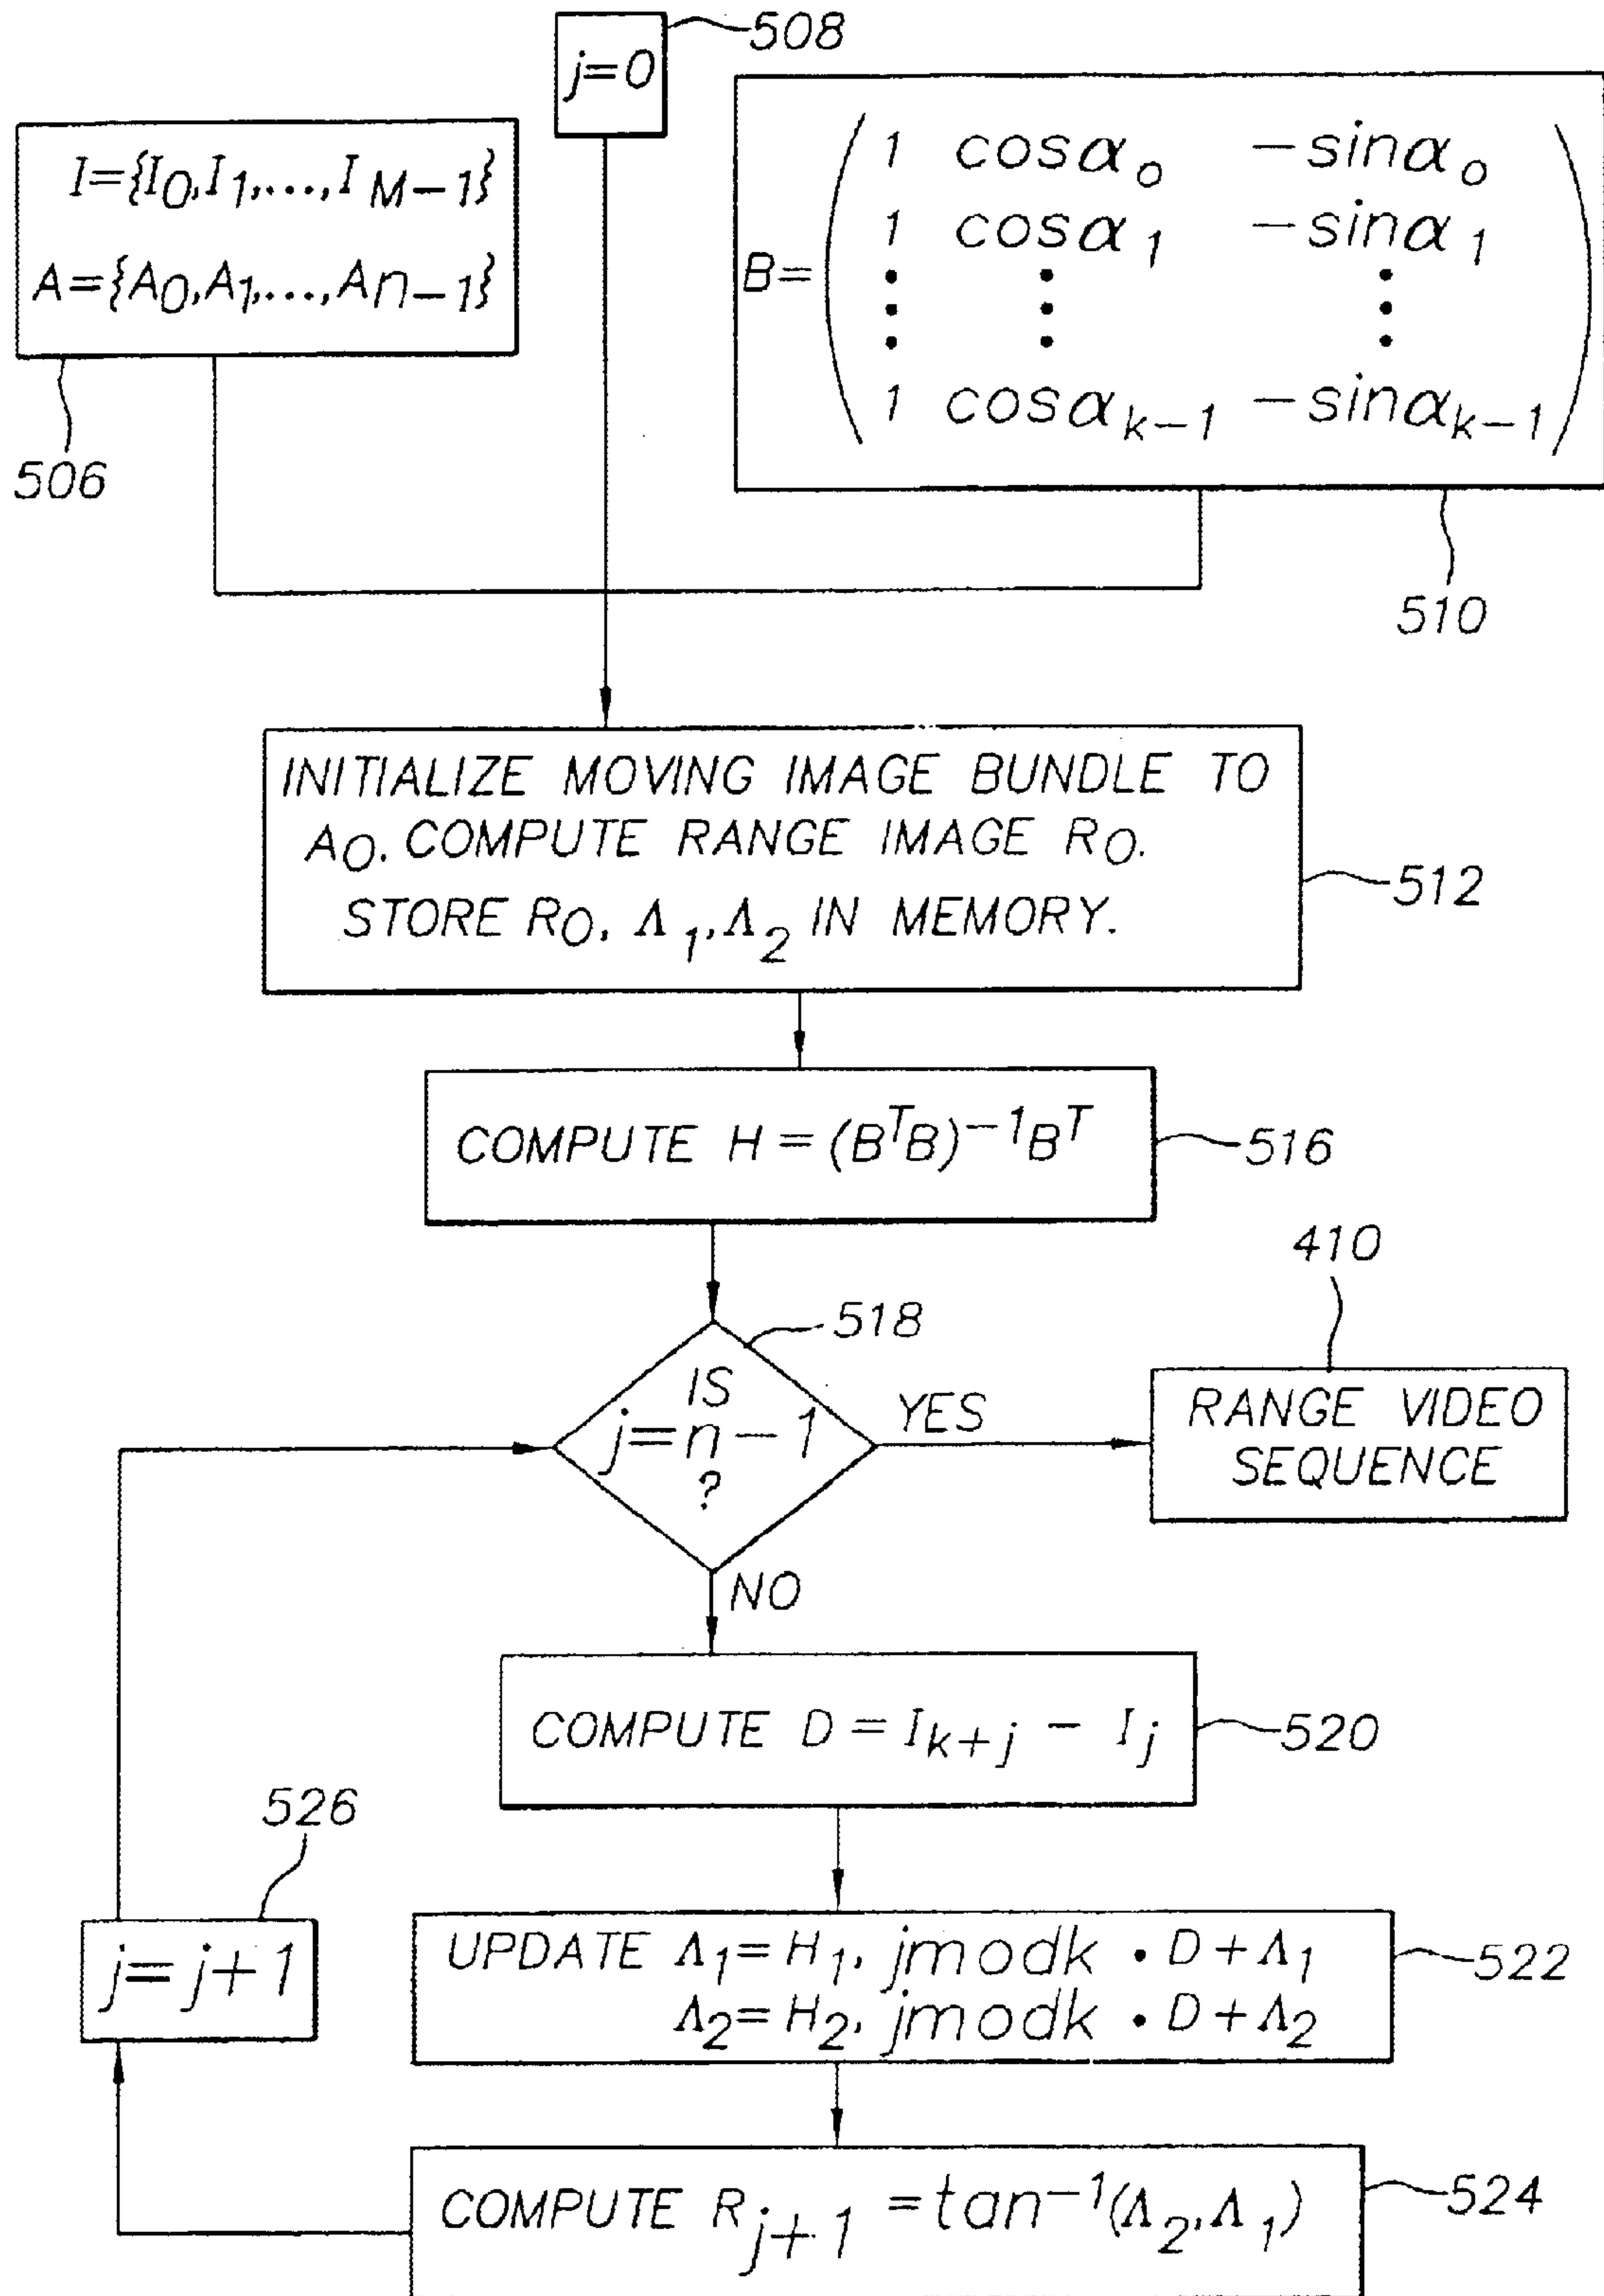 508
j=0
I={I0,I1,...,I M-1}
A={A0,A1,...,An-1}
506
B=
1 cosα0 -sinα0
1 cosα1 -sinα1
1 cosαk-1 -sinαk-1
510
INITIALIZE MOVING IMAGE BUNDLE TO
A0. COMPUTE RANGE IMAGE R0.
STORE R0, Λ1,Λ2 IN MEMORY.
512
COMPUTE H=(BᵀB)⁻¹Bᵀ
516
518
IS
j=n-1
?
YES
410
RANGE VIDEO
SEQUENCE
NO
COMPUTE D=Ik+j - Ij
520
526
j=j+1
UPDATE Λ1=H1, jmodk • D+Λ1
Λ2=H2, jmodk • D+Λ2
522
COMPUTE Rj+1 =tan⁻¹(Λ2,Λ1)
524